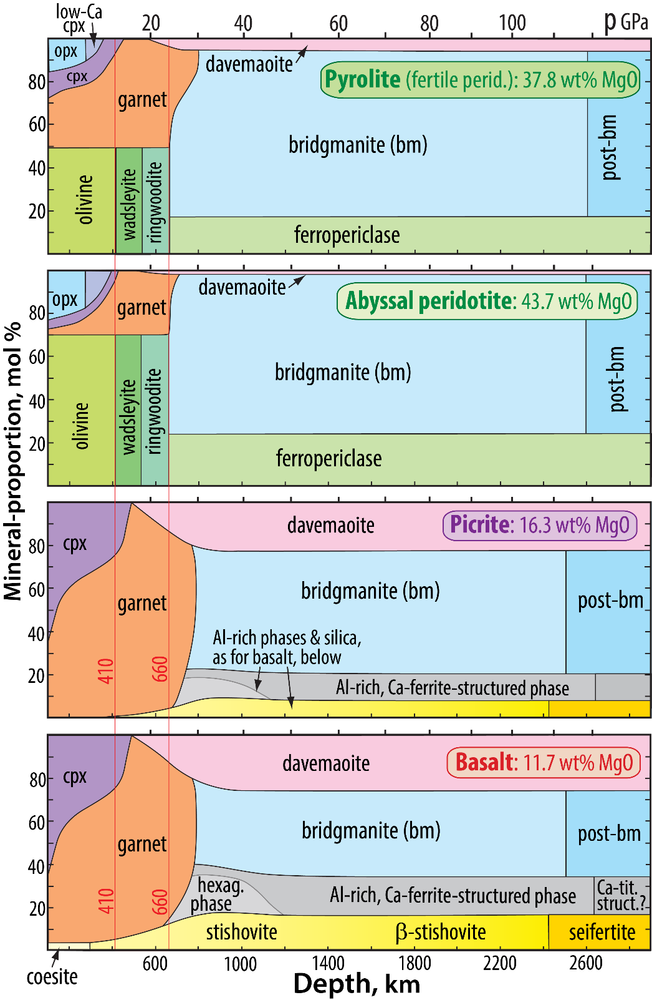 low-Ca
cpx
20
40
60
80
100
p GPa
opx
cpx
garnet
davemaoite
Pyrolite (fertile perid.): 37.8 wt% MgO
bridgmanite (bm)
post-bm
olivine
wadsleyite
ringwoodite
ferropericlase
80
60
40
20
opx
garnet
davemaoite
Abyssal peridotite: 43.7 wt% MgO
bridgmanite (bm)
post-bm
olivine
wadsleyite
ringwoodite
ferropericlase
80
60
40
20
Mineral-proportion, mol %
cpx
garnet
davemaoite
Picrite: 16.3 wt% MgO
bridgmanite (bm)
post-bm
Al-rich phases & silica,
as for basalt, below
410
660
Al-rich, Ca-ferrite-structured phase
80
60
40
20
cpx
garnet
davemaoite
Basalt: 11.7 wt% MgO
bridgmanite (bm)
post-bm
410
660
hexag.
phase
Al-rich, Ca-ferrite-structured phase
Ca-tit.
struct.?
stishovite
β-stishovite
seifertite
80
60
40
20
coesite
600
1000
1400
1800
2200
2600
Depth, km